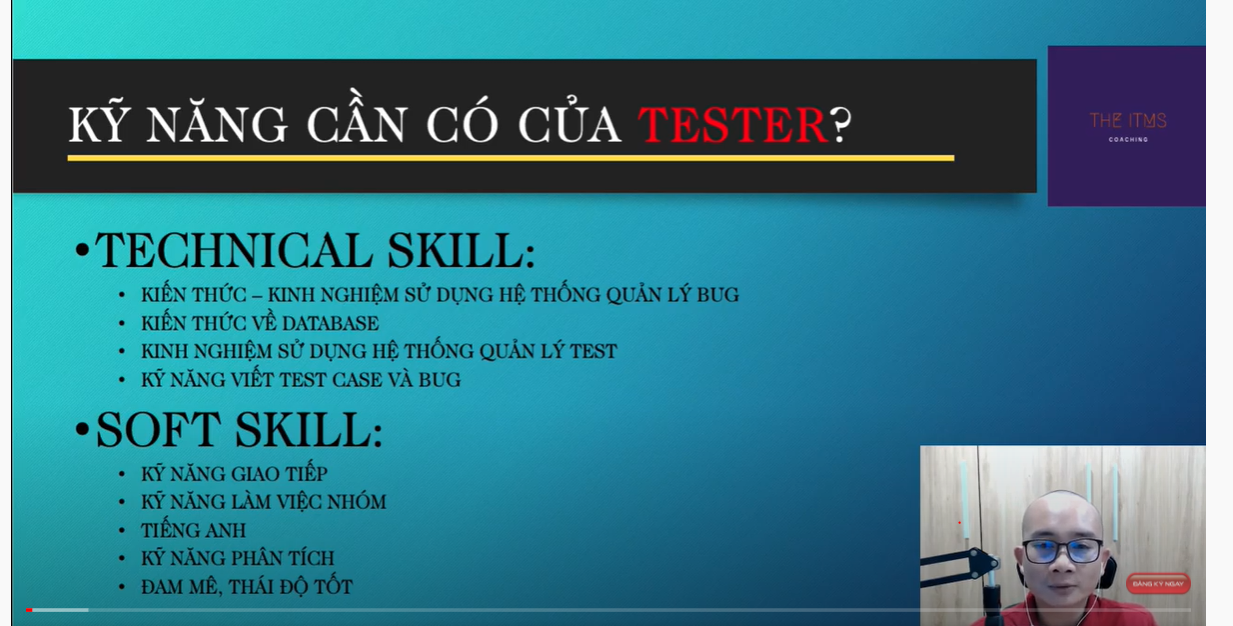 KỸ NĂNG CẦN CÓ CỦA TESTER?
THE ITMS
COACHING
•TECHNICAL SKILL:
• KIẾN THỨC – KINH NGHIỆM SỬ DỤNG HỆ THỐNG QUẢN LÝ BUG
• KIẾN THỨC VỀ DATABASE
• KINH NGHIỆM SỬ DỤNG HỆ THỐNG QUẢN LÝ TEST
• KỸ NĂNG VIẾT TEST CASE VÀ BUG
•SOFT SKILL:
• KỸ NĂNG GIAO TIẾP
• KỸ NĂNG LÀM VIỆC NHÓM
• TIẾNG ANH
• KỸ NĂNG PHÂN TÍCH
• ĐAM MÊ, THÁI ĐỘ TỐT
ĐĂNG KÝ NGAY